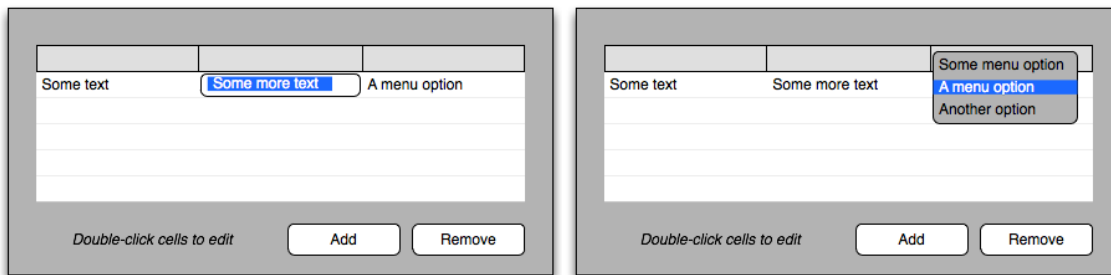 Some text Some more text A menu option
Double-click cells to edit Add Remove
Some menu option
Some text Some more text A menu option
Another option
Double-click cells to edit Add Remove